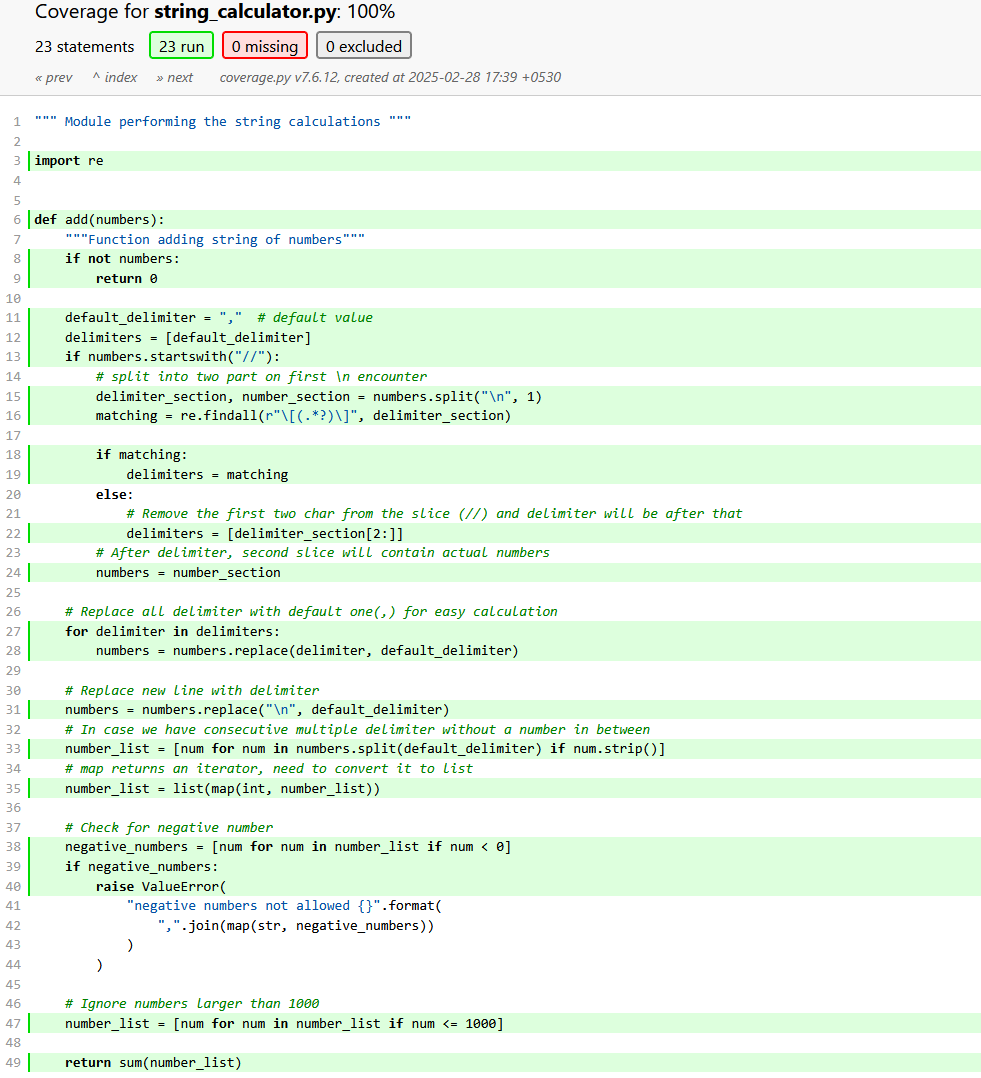 Coverage for string_calculator.py: 100%
23 statements 23 run 0 missing 0 excluded
« prev ^ index » next coverage.py v7.6.12, created at 2025-02-28 17:39 +0530
1 """ Module performing the string calculations """
2
3 import re
4
5
6 def add(numbers):
7     """Function adding string of numbers"""
8     if not numbers:
9         return 0
10
11     default_delimiter = ","  # default value
12     delimiters = [default_delimiter]
13     if numbers.startswith("//"):
14         # split into two part on first \n encounter
15         delimiter_section, number_section = numbers.split("\n", 1)
16         matching = re.findall(r"\[(.*?)\]", delimiter_section)
17
18         if matching:
19             delimiters = matching
20         else:
21             # Remove the first two char from the slice (//) and delimiter will be after that
22             delimiters = [delimiter_section[2:]]
23         # After delimiter, second slice will contain actual numbers
24         numbers = number_section
25
26     # Replace all delimiter with default one(,) for easy calculation
27     for delimiter in delimiters:
28         numbers = numbers.replace(delimiter, default_delimiter)
29
30     # Replace new line with delimiter
31     numbers = numbers.replace("\n", default_delimiter)
32     # In case we have consecutive multiple delimiter without a number in between
33     number_list = [num for num in numbers.split(default_delimiter) if num.strip()]
34     # map returns an iterator, need to convert it to list
35     number_list = list(map(int, number_list))
36
37     # Check for negative number
38     negative_numbers = [num for num in number_list if num < 0]
39     if negative_numbers:
40         raise ValueError(
41             "negative numbers not allowed {}".format(
42                 ",".join(map(str, negative_numbers))
43             )
44         )
45
46     # Ignore numbers larger than 1000
47     number_list = [num for num in number_list if num <= 1000]
48
49     return sum(number_list)